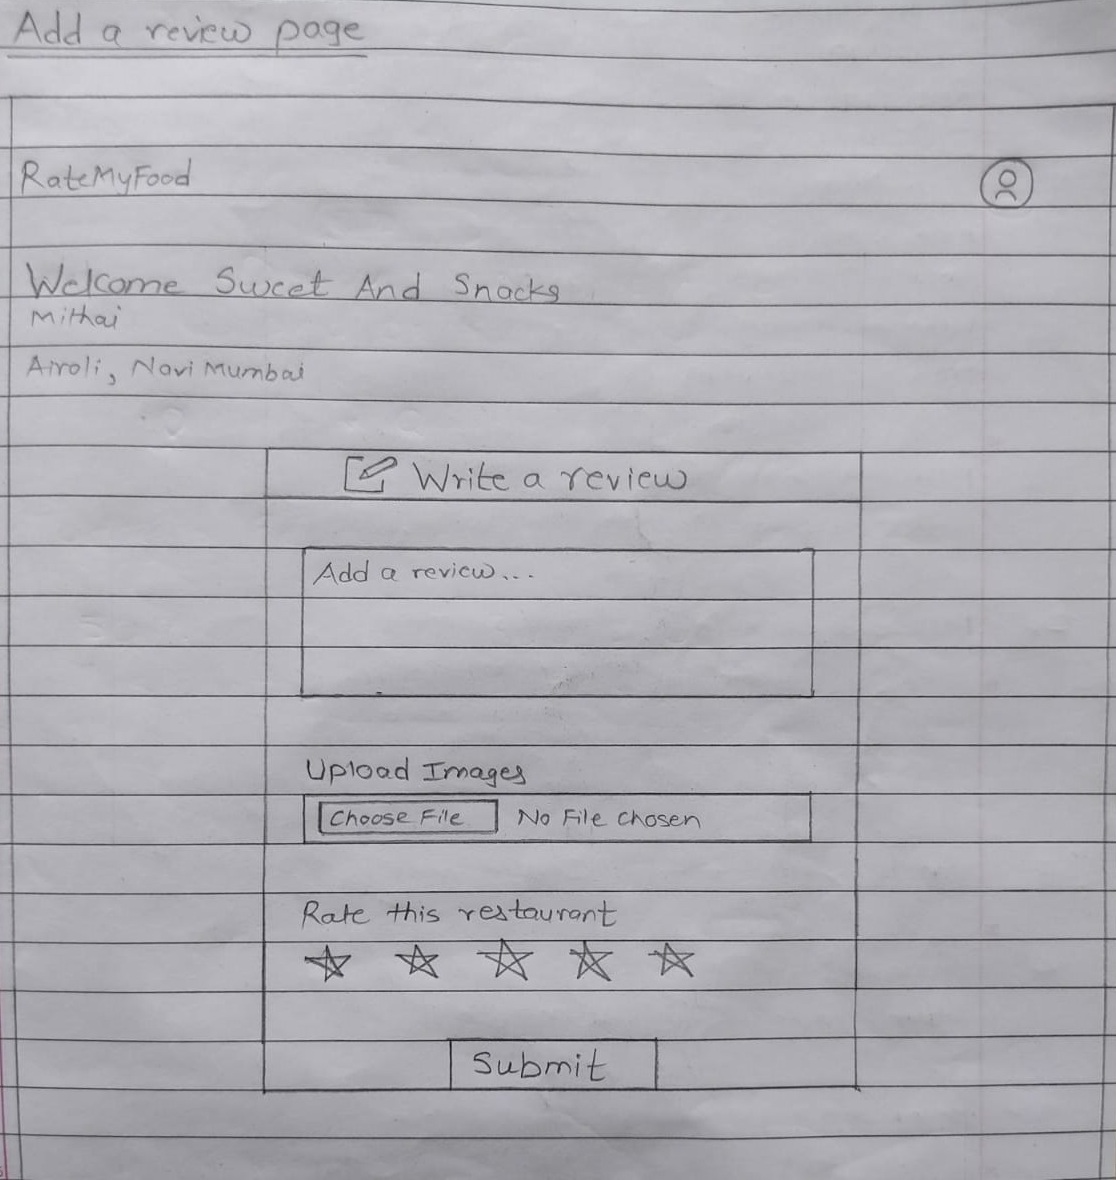 Add a review page
RateMyFood
Welcome Sweet And Snacks
Mithai
Airoli, Navi Mumbai
Write a review
Add a review...
Upload Images
Choose File No File chosen
Rate this restaurant
Submit